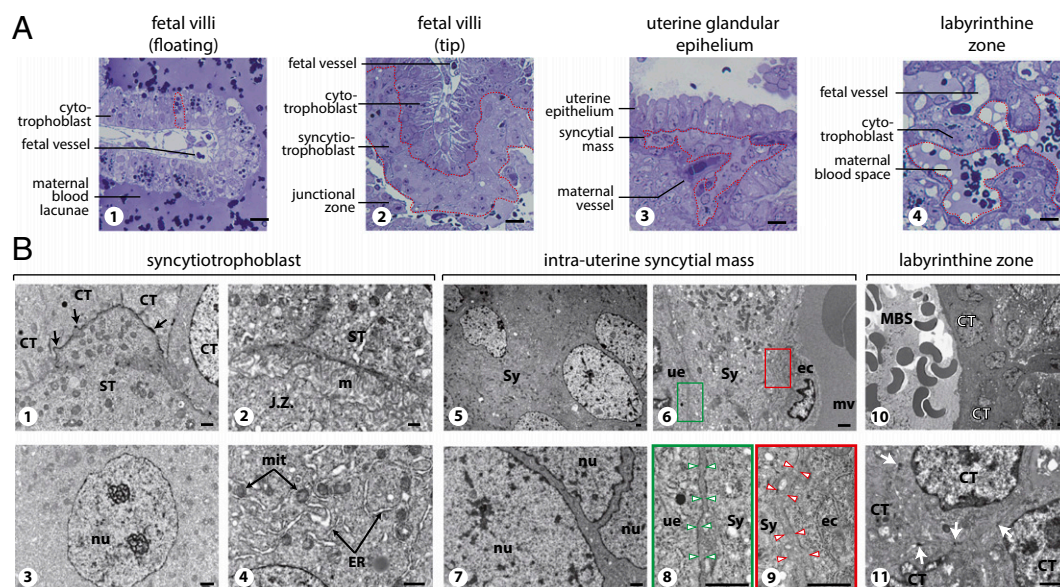 A
fetal villi
(floating)
fetal villi
(tip)
uterine glandular
epihelium
labyrinthine
zone
cyto-
trophoblast
fetal vessel
maternal
blood
lacunae
1
fetal vessel
cyto-
trophoblast
syncytio-
trophoblast
junctional
zone
2
uterine
epithelium
syncytial
mass
maternal
vessel
3
fetal vessel
cyto-
trophoblast
maternal
blood space
4
B
syncytiotrophoblast
intra-uterine syncytial mass
labyrinthine zone
CT
CT
CT
CT
ST
1
ST
m
J.Z.
2
Sy
5
ue
Sy
ec
mv
6
MBS
CT
CT
10
nu
3
mit
ER
4
nu
nu
nu
7
ue
Sy
8
Sy
ec
9
CT
CT
CT
CT
11